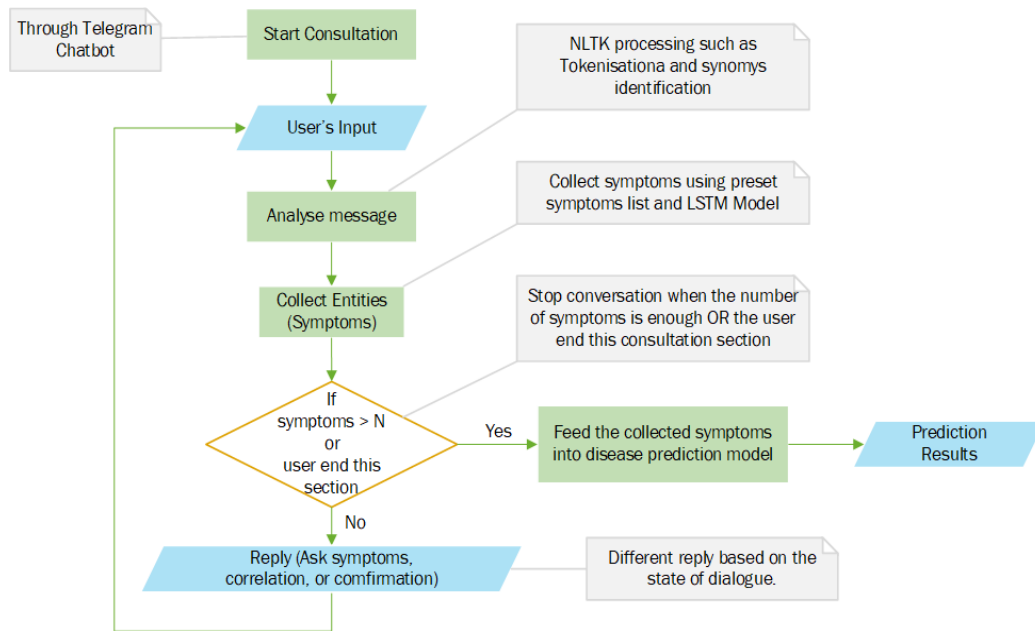 Through Telegram
Chatbot
Start Consultation
NLTK processing such as
Tokenisationa and synomys
identification
User's Input
Analyse message
Collect symptoms using preset
symptoms list and LSTM Model
Collect Entities
(Symptoms)
Stop conversation when the number
of symptoms is enough OR the user
end this consultation section
If
symptoms > N
or
user end this
section
Yes
Feed the collected symptoms
into disease prediction model
Prediction
Results
No
Reply (Ask symptoms,
correlation, or comfirmation)
Different reply based on the
state of dialogue.